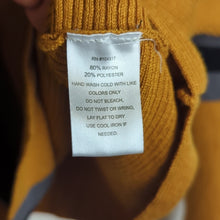 80% RAYON
20% POLYESTER
HAND WASH COLD WITH LIKE
COLORS ONLY
DO NOT BLEACH,
DO NOT TWIST OR WRING,
LAY FLAT TO DRY
USE COOL IRON IF
NEEDED.